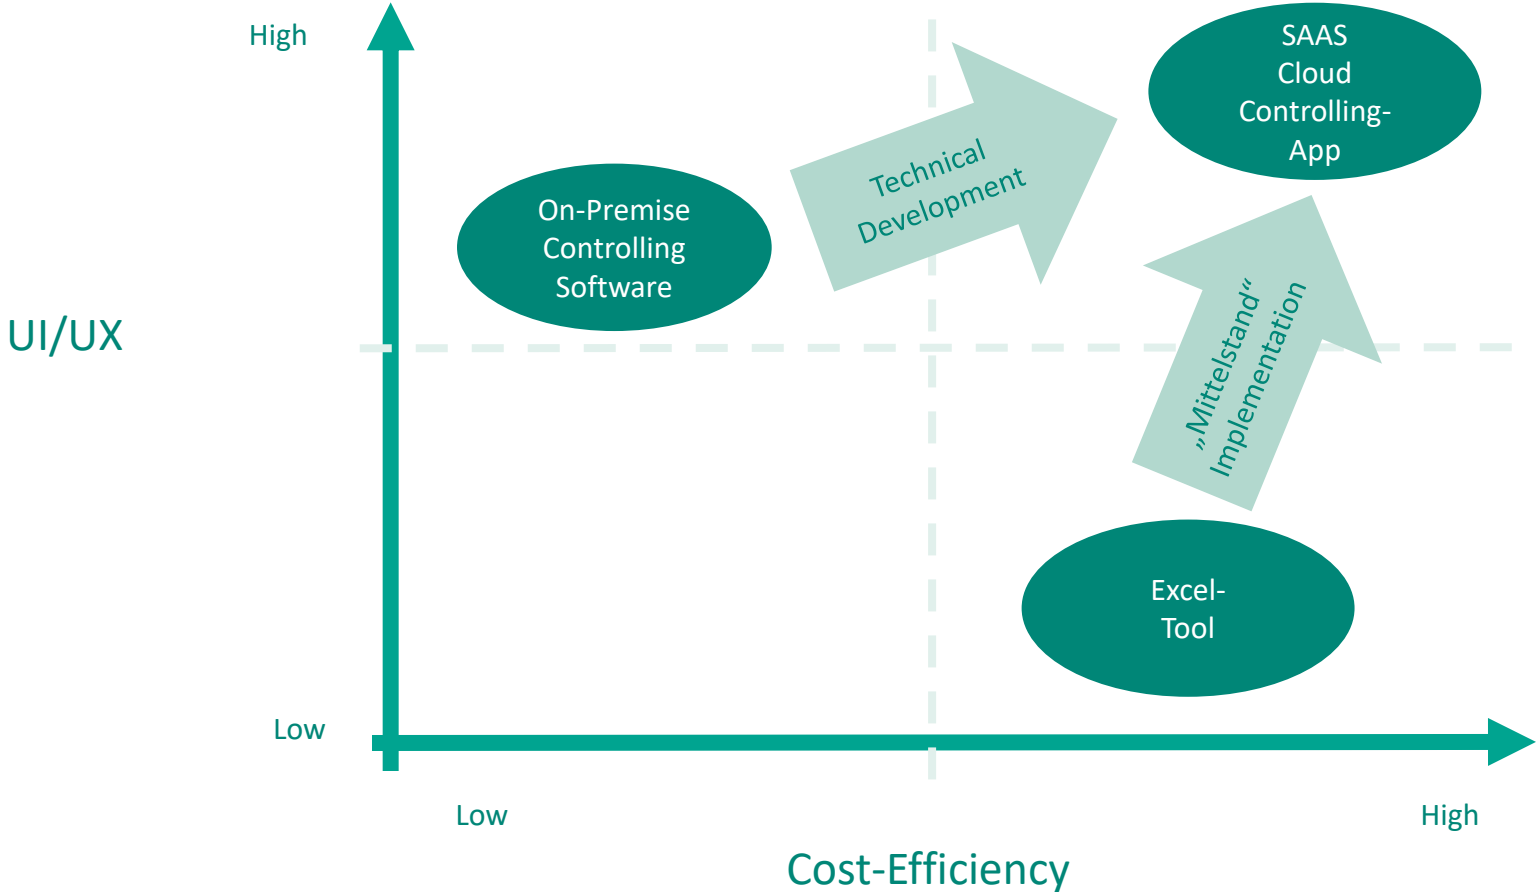 High
SAAS
Cloud
Controlling-
App
Technical
Development
On-Premise
Controlling
Software
UI/UX
„Mittelstand“
Implementation
Excel-
Tool
Low
Low
High
Cost-Efficiency